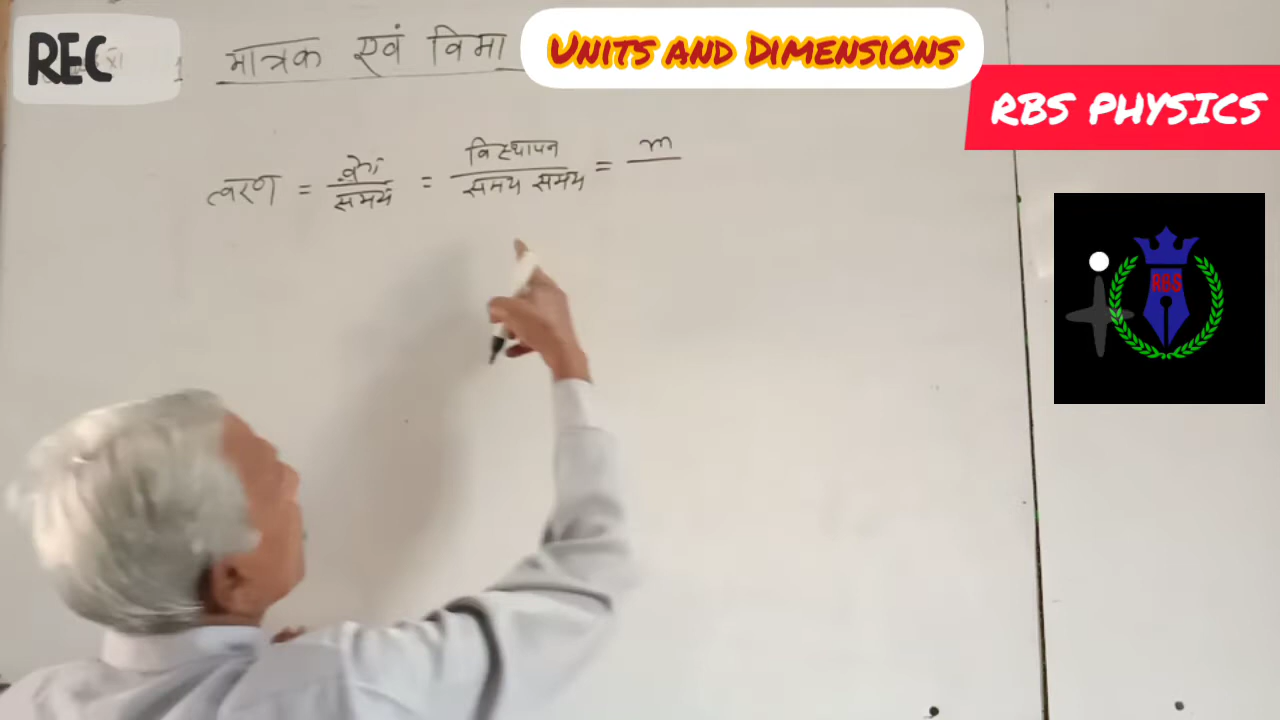 REC
मात्रक एवं विमा
Units and Dimensions
RBS PHYSICS
त्वरण = वेग / समय = विस्थापन / समय समय = m
RBS